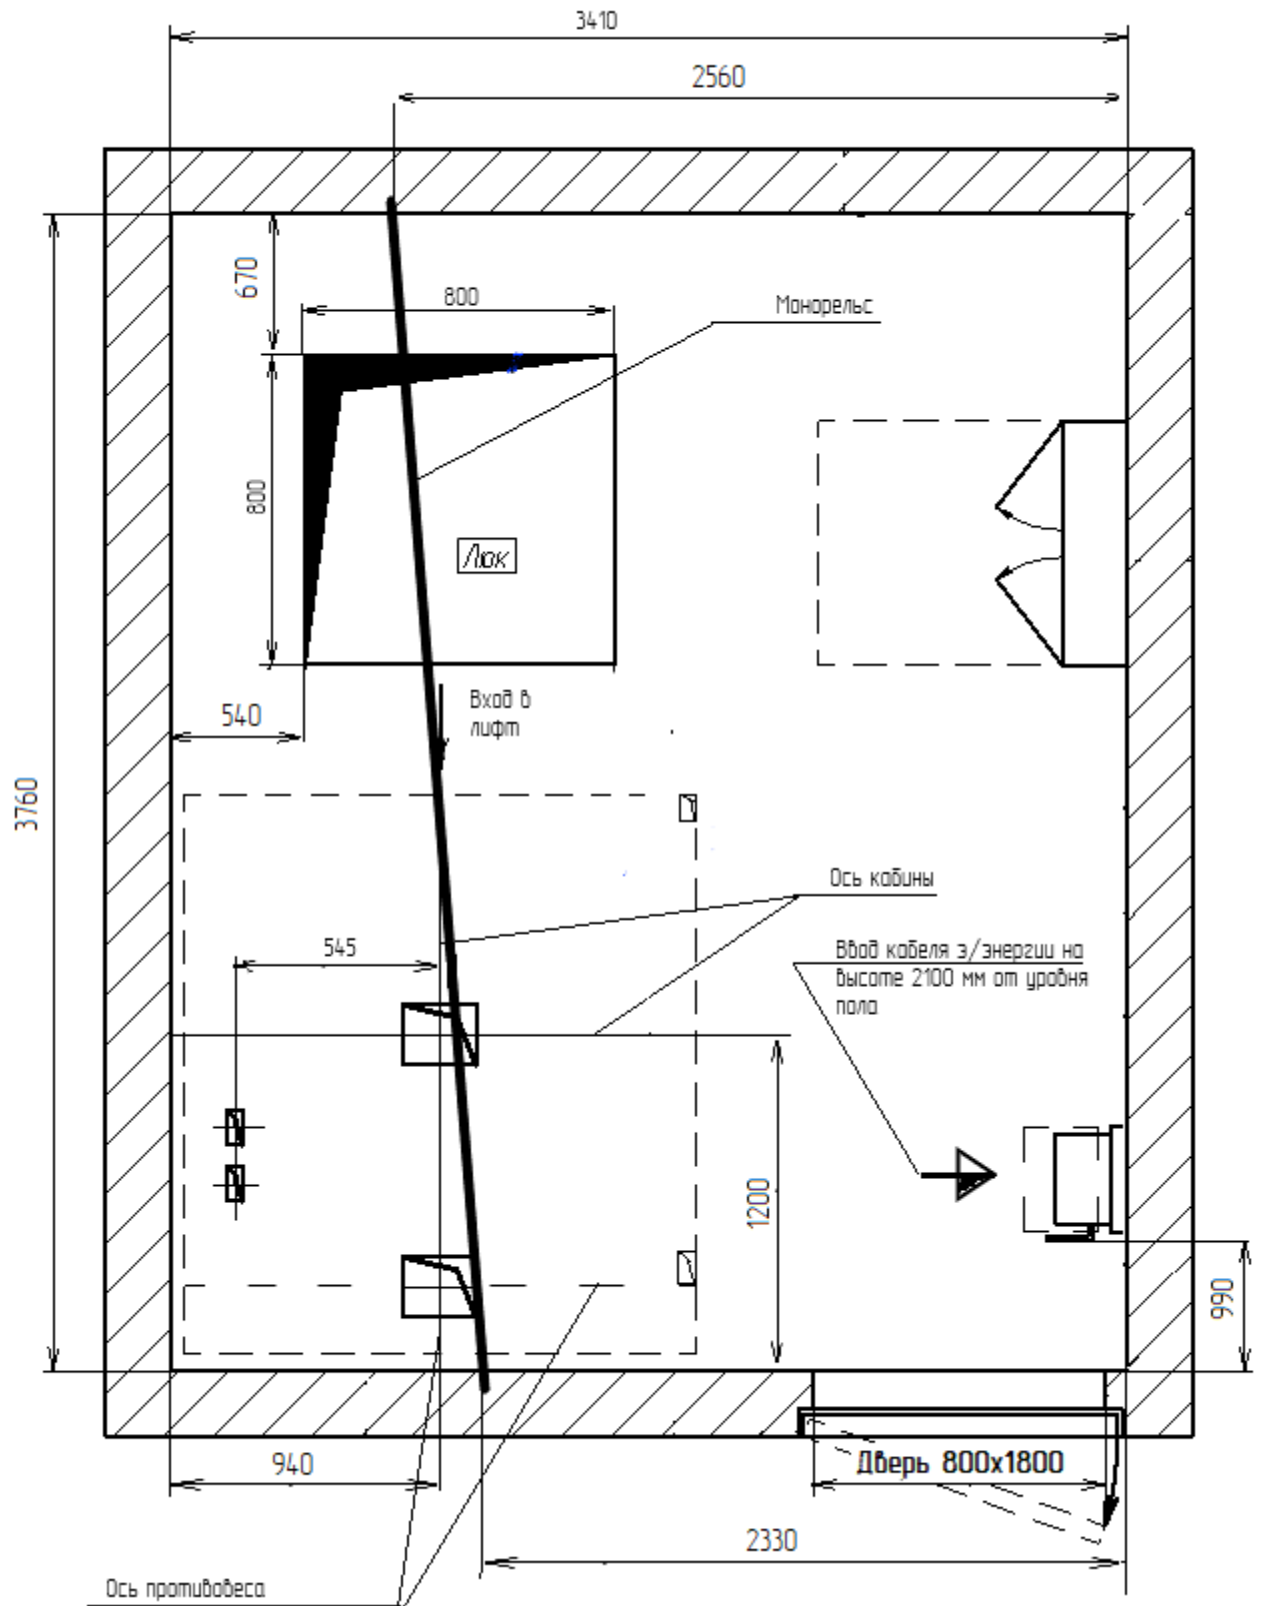 3410
2560
670
800
Монорельс
800
Люк
Вход в
лифт
540
3760
Ось кабины
545
Ввод кабеля э/энергии на
высоте 2100 мм от уровня
пола
1200
990
940
Дверь 800х1800
2330
Ось противовеса